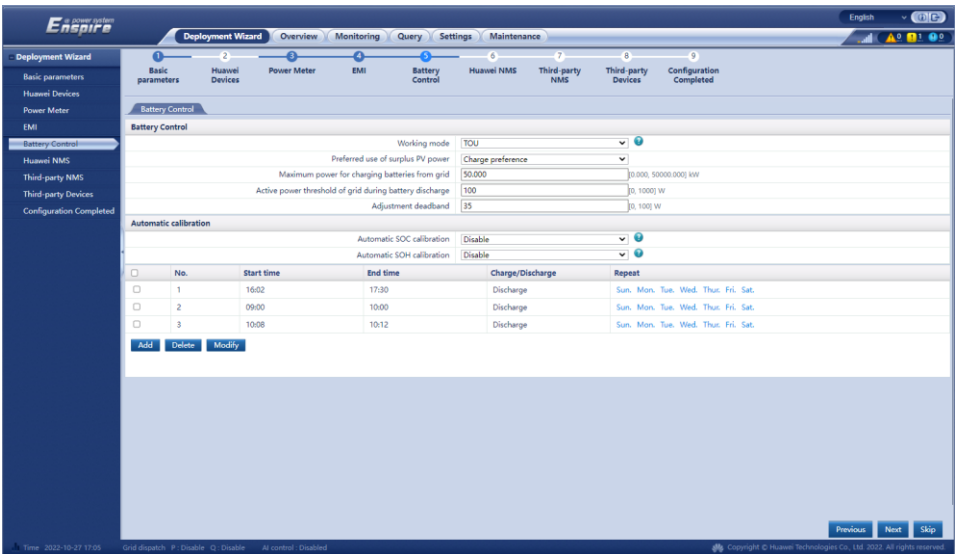 English
e power system
Enspire
Deployment Wizard Overview Monitoring Query Settings Maintenance
0 1 0
Deployment Wizard
Basic parameters
Huawei Devices
Power Meter
EMI
Battery Control
Huawei NMS
Third-party NMS
Third-party Devices
Configuration Completed
1 2 3 4 5 6 7 8 9
Basic parameters
Huawei Devices
Power Meter
EMI
Battery Control
Huawei NMS
Third-party NMS
Third-party Devices
Configuration Completed
Battery Control
Battery Control
Working mode TOU
Preferred use of surplus PV power Charge preference
Maximum power for charging batteries from grid 50.000 [0.000, 50000.000] kW
Active power threshold of grid during battery discharge 100 [0, 1000] W
Adjustment deadband 35 [0, 100] W
Automatic calibration
Automatic SOC calibration Disable
Automatic SOH calibration Disable
No. Start time End time Charge/Discharge Repeat
1 16:02 17:30 Discharge Sun. Mon. Tue. Wed. Thur. Fri. Sat.
2 09:00 10:00 Discharge Sun. Mon. Tue. Wed. Thur. Fri. Sat.
3 10:08 10:12 Discharge Sun. Mon. Tue. Wed. Thur. Fri. Sat.
Add Delete Modify
Previous Next Skip
Time 2022-10-27 17:05 Grid dispatch P : Disable Q : Disable AI control : Disabled Copyright © Huawei Technologies Co., Ltd. 2022. All rights reserved.